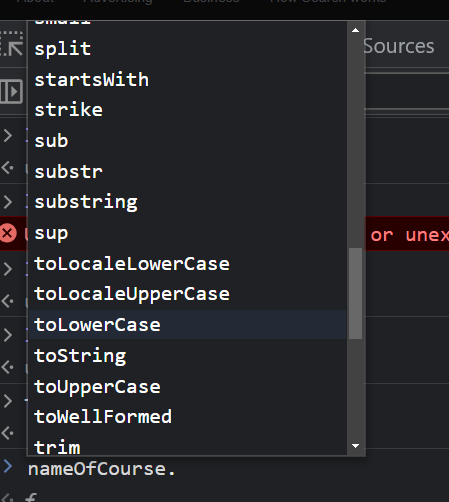 About Advertising Business How Search works
small
split
Sources
startsWith
strike
sub
substr
substring
sup
or unex
toLocaleLowerCase
toLocaleUpperCase
toLowerCase
toString
toUpperCase
toWellFormed
trim
nameOfCourse.